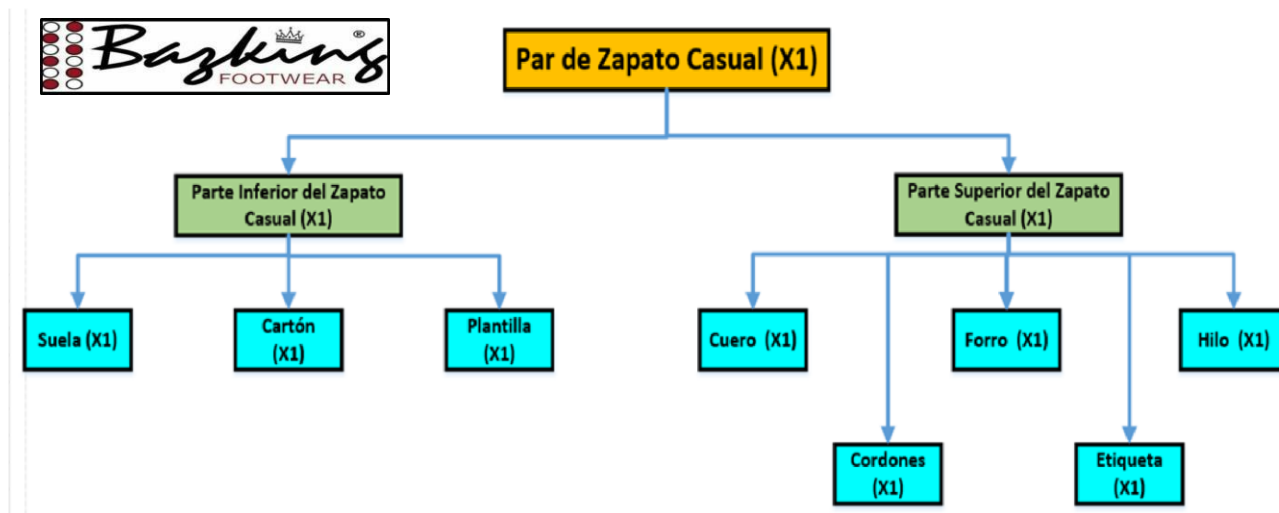 Bazking®
FOOTWEAR
Par de Zapato Casual (X1)
Parte Inferior del Zapato
Casual (X1)
Parte Superior del Zapato
Casual (X1)
Suela (X1)
Cartón
(X1)
Plantilla
(X1)
Cuero (X1)
Forro (X1)
Hilo (X1)
Cordones
(X1)
Etiqueta
(X1)